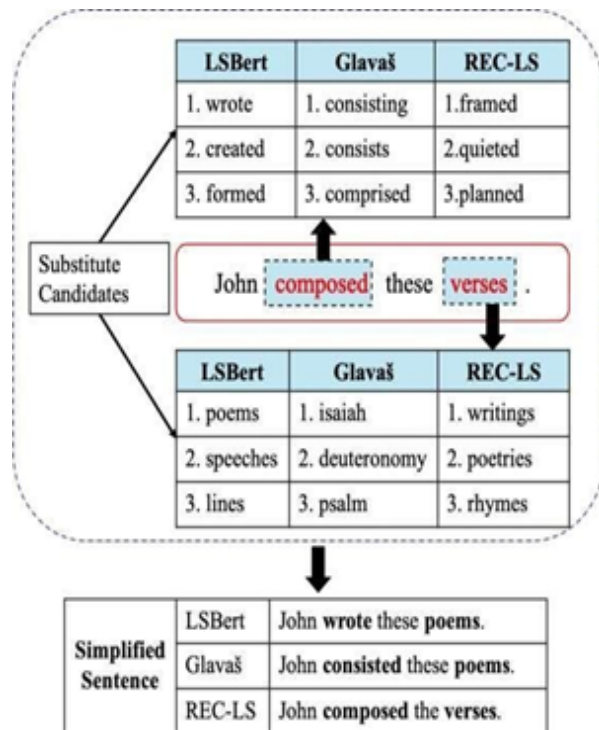 LSBert Glavaš REC-LS
1. wrote 1. consisting 1.framed
2. created 2. consists 2.quieted
3. formed 3. comprised 3.planned
Substitute
Candidates
John composed these verses .
LSBert Glavaš REC-LS
1. poems 1. isaiah 1. writings
2. speeches 2. deuteronomy 2. poetries
3. lines 3. psalm 3. rhymes
Simplified
Sentence
LSBert John wrote these poems.
Glavaš John consisted these poems.
REC-LS John composed the verses.